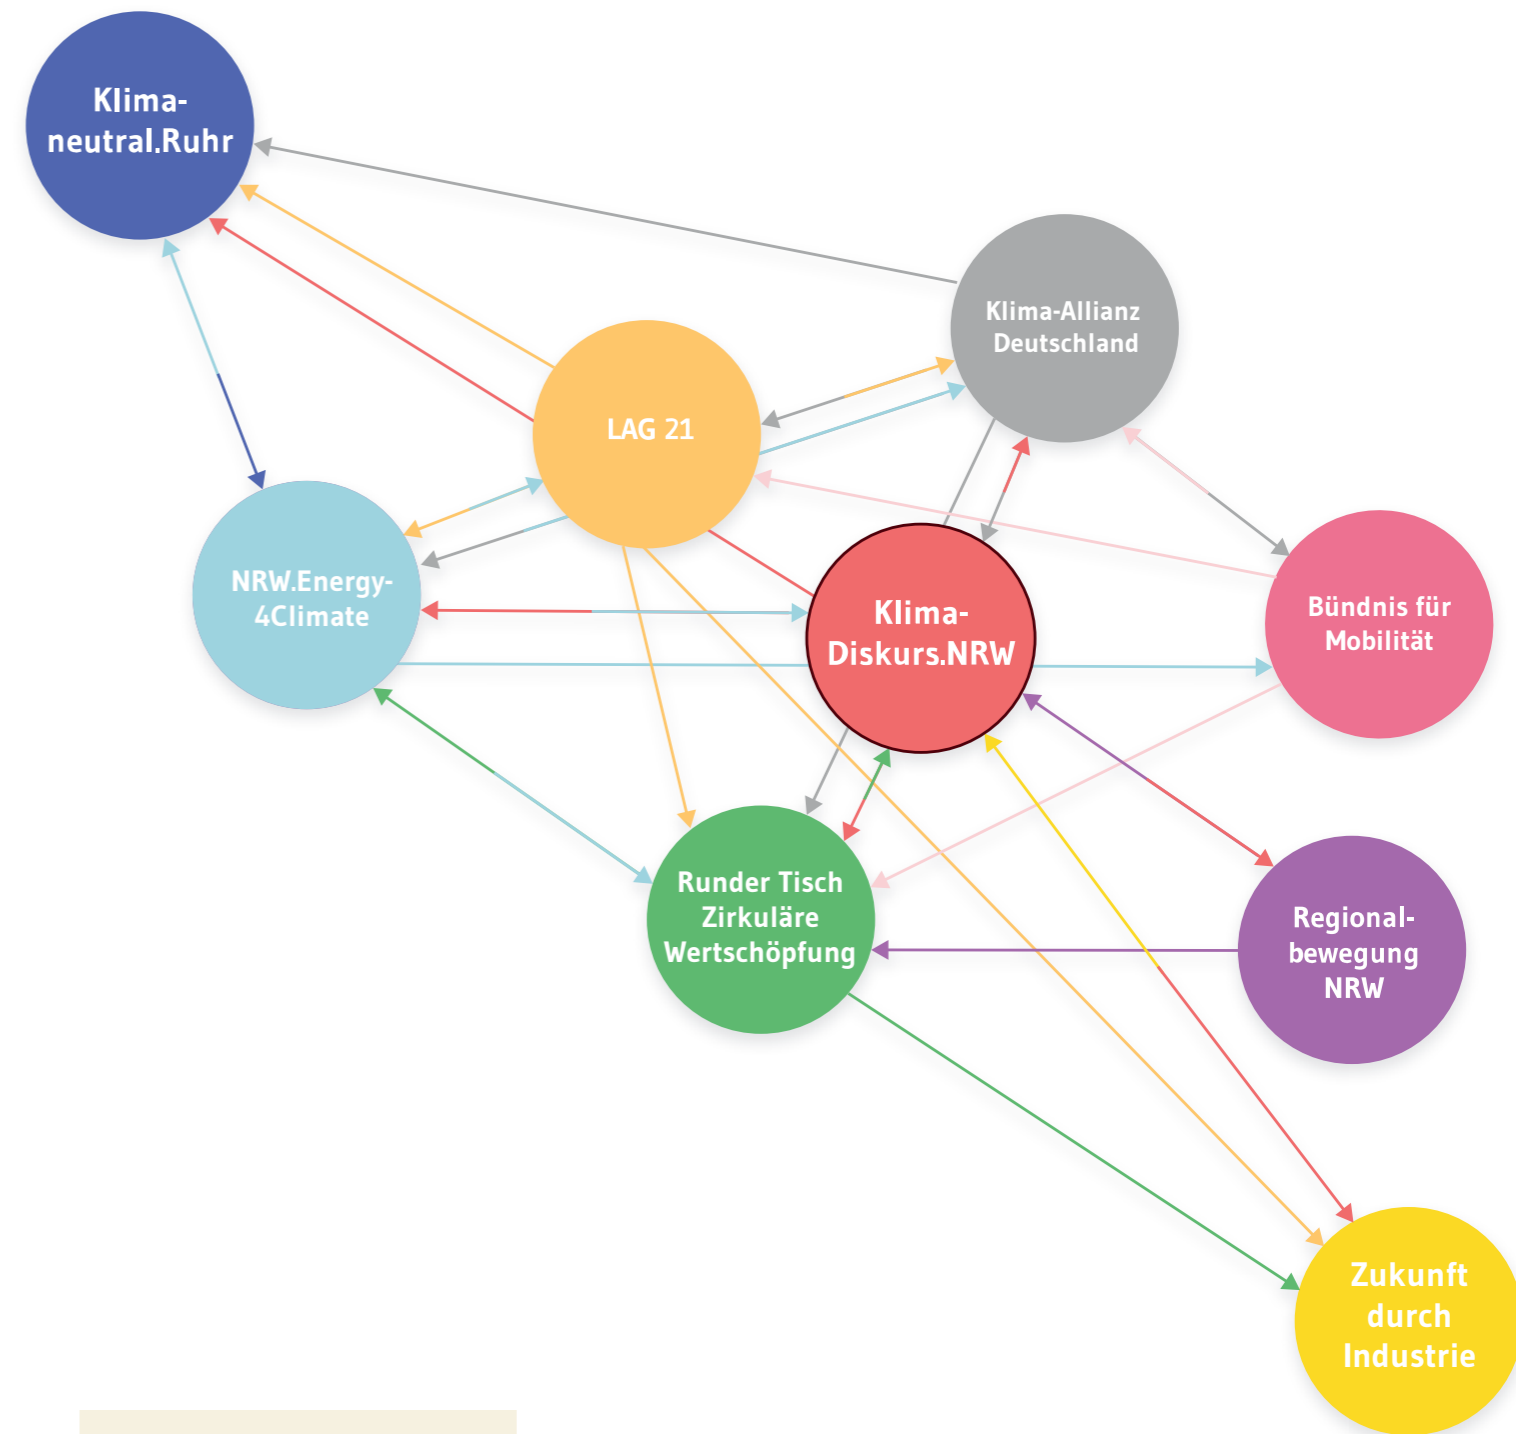 Klima-
neutral.Ruhr
Klima-Allianz
Deutschland
LAG 21
NRW.Energy-
4Climate
Klima-
Diskurs.NRW
Bündnis für
Mobilität
Runder Tisch
Zirkuläre
Wertschöpfung
Regional-
bewegung
NRW
Zukunft
durch
Industrie